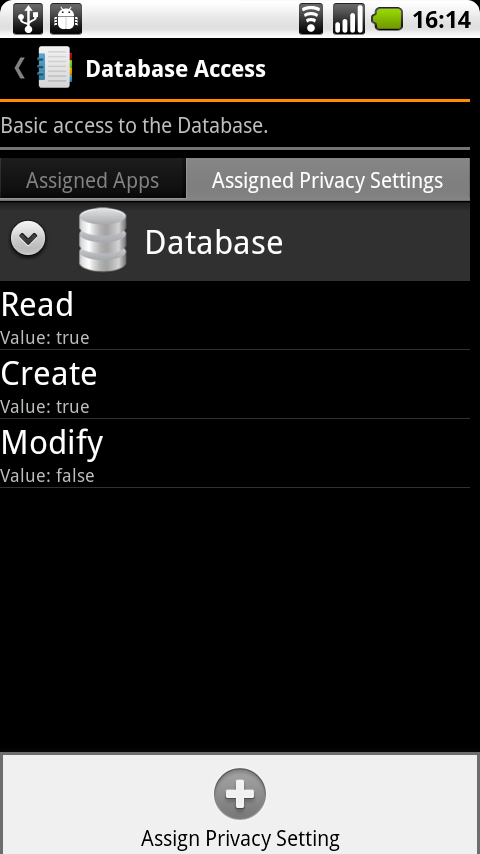 16:14
Database Access
Basic access to the Database.
Assigned Apps
Assigned Privacy Settings
Database
Read
Value: true
Create
Value: true
Modify
Value: false
Assign Privacy Setting